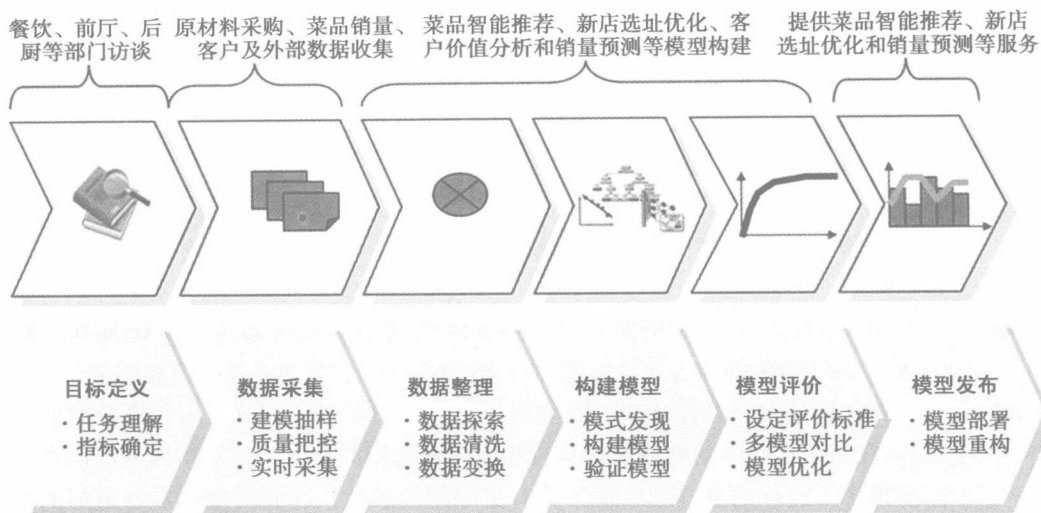 餐饮、前厅、后
厨等部门访谈
原材料采购、菜品销量、
客户及外部数据收集
菜品智能推荐、新店选址优化、客
户价值分析和销量预测等模型构建
提供菜品智能推荐、新店
选址优化和销量预测等服务
目标定义
· 任务理解
· 指标确定
数据采集
· 建模抽样
· 质量把控
· 实时采集
数据整理
· 数据探索
· 数据清洗
· 数据变换
构建模型
· 模式发现
· 构建模型
· 验证模型
模型评价
· 设定评价标准
· 多模型对比
· 模型优化
模型发布
· 模型部署
· 模型重构